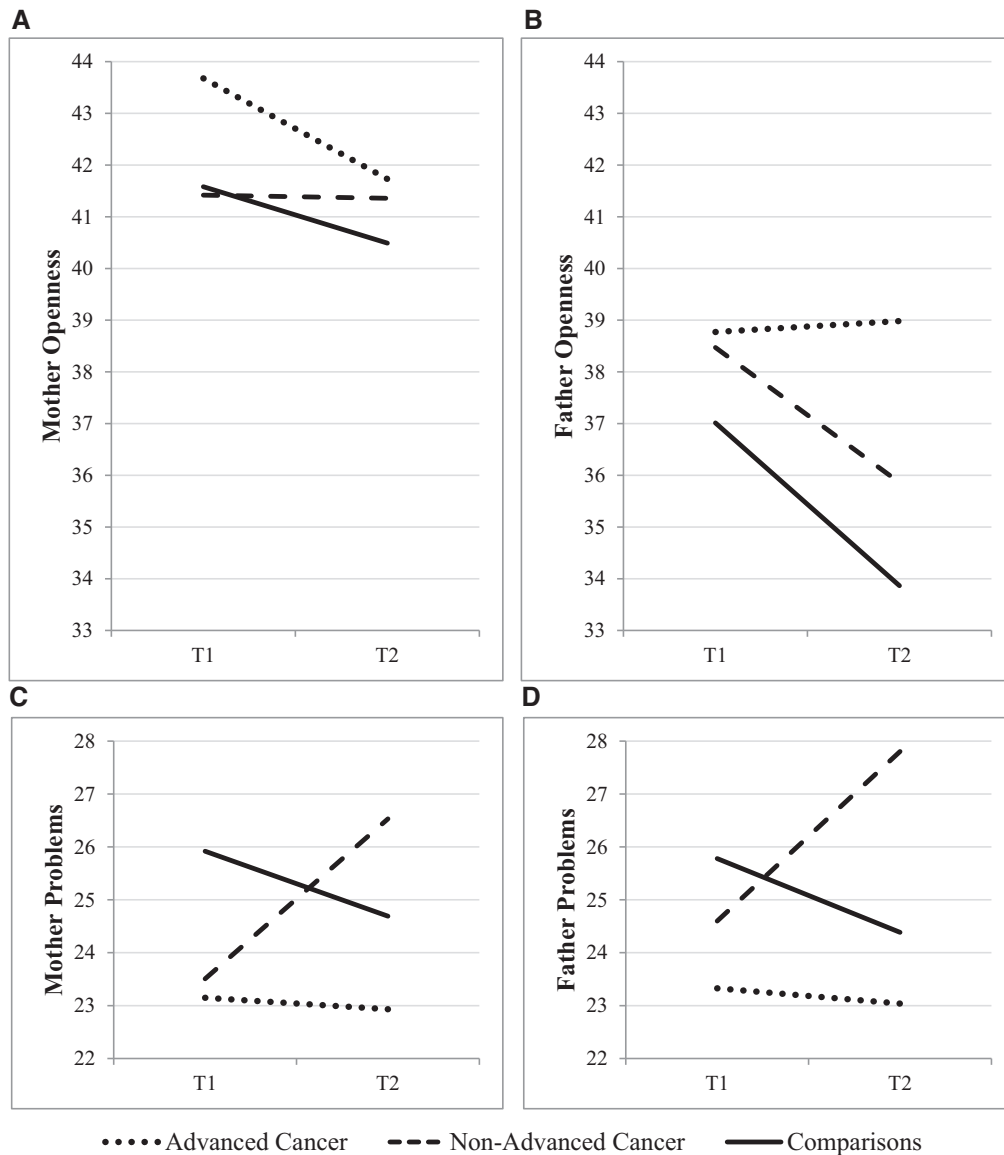 A
44
43
42
41
40
39
38
37
36
35
34
33
Mother Openness
T1 T2
B
44
43
42
41
40
39
38
37
36
35
34
33
Father Openness
T1 T2
C
28
27
26
25
24
23
22
Mother Problems
T1 T2
D
28
27
26
25
24
23
22
Father Problems
T1 T2
Advanced Cancer Non-Advanced Cancer Comparisons